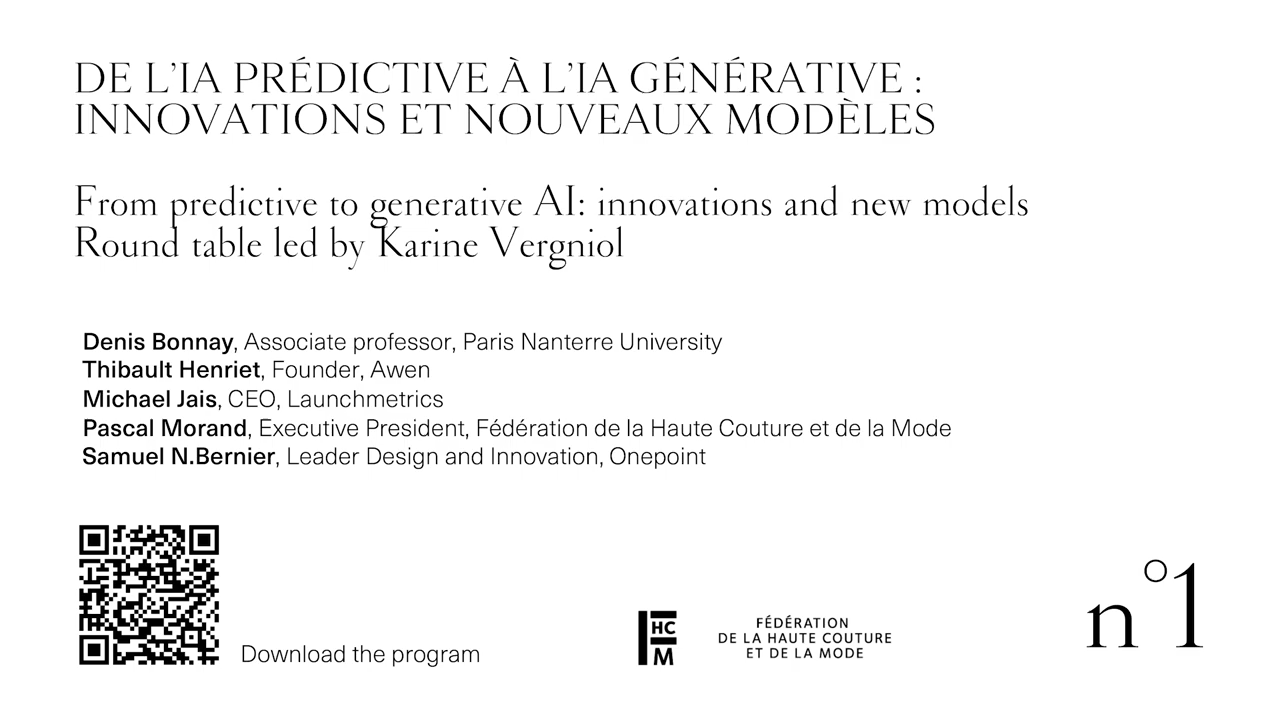 DE L’IA PRÉDICTIVE À L’IA GÉNÉRATIVE :
INNOVATIONS ET NOUVEAUX MODÈLES
From predictive to generative AI: innovations and new models
Round table led by Karine Vergniol
Denis Bonnay, Associate professor, Paris Nanterre University
Thibault Henriet, Founder, Awen
Michael Jais, CEO, Launchmetrics
Pascal Morand, Executive President, Fédération de la Haute Couture et de la Mode
Samuel N.Bernier, Leader Design and Innovation, Onepoint
Download the program
HC
M
FÉDÉRATION
DE LA HAUTE COUTURE
ET DE LA MODE
n°1